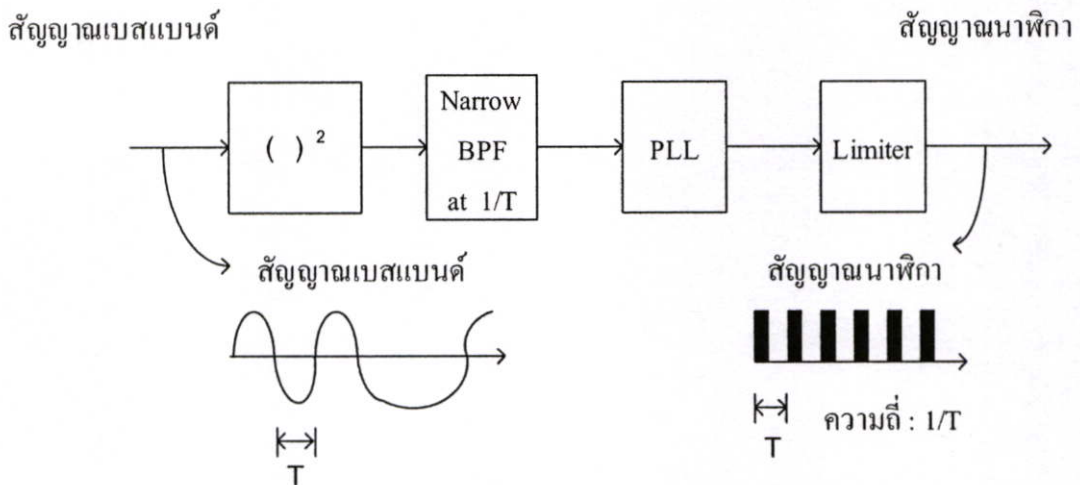 สัญญาณเบสแบนด์
สัญญาณนาฬิกา
( ) ²
Narrow
BPF
at 1/T
PLL
Limiter
สัญญาณเบสแบนด์
สัญญาณนาฬิกา
T
T
ความถี่ : 1/T